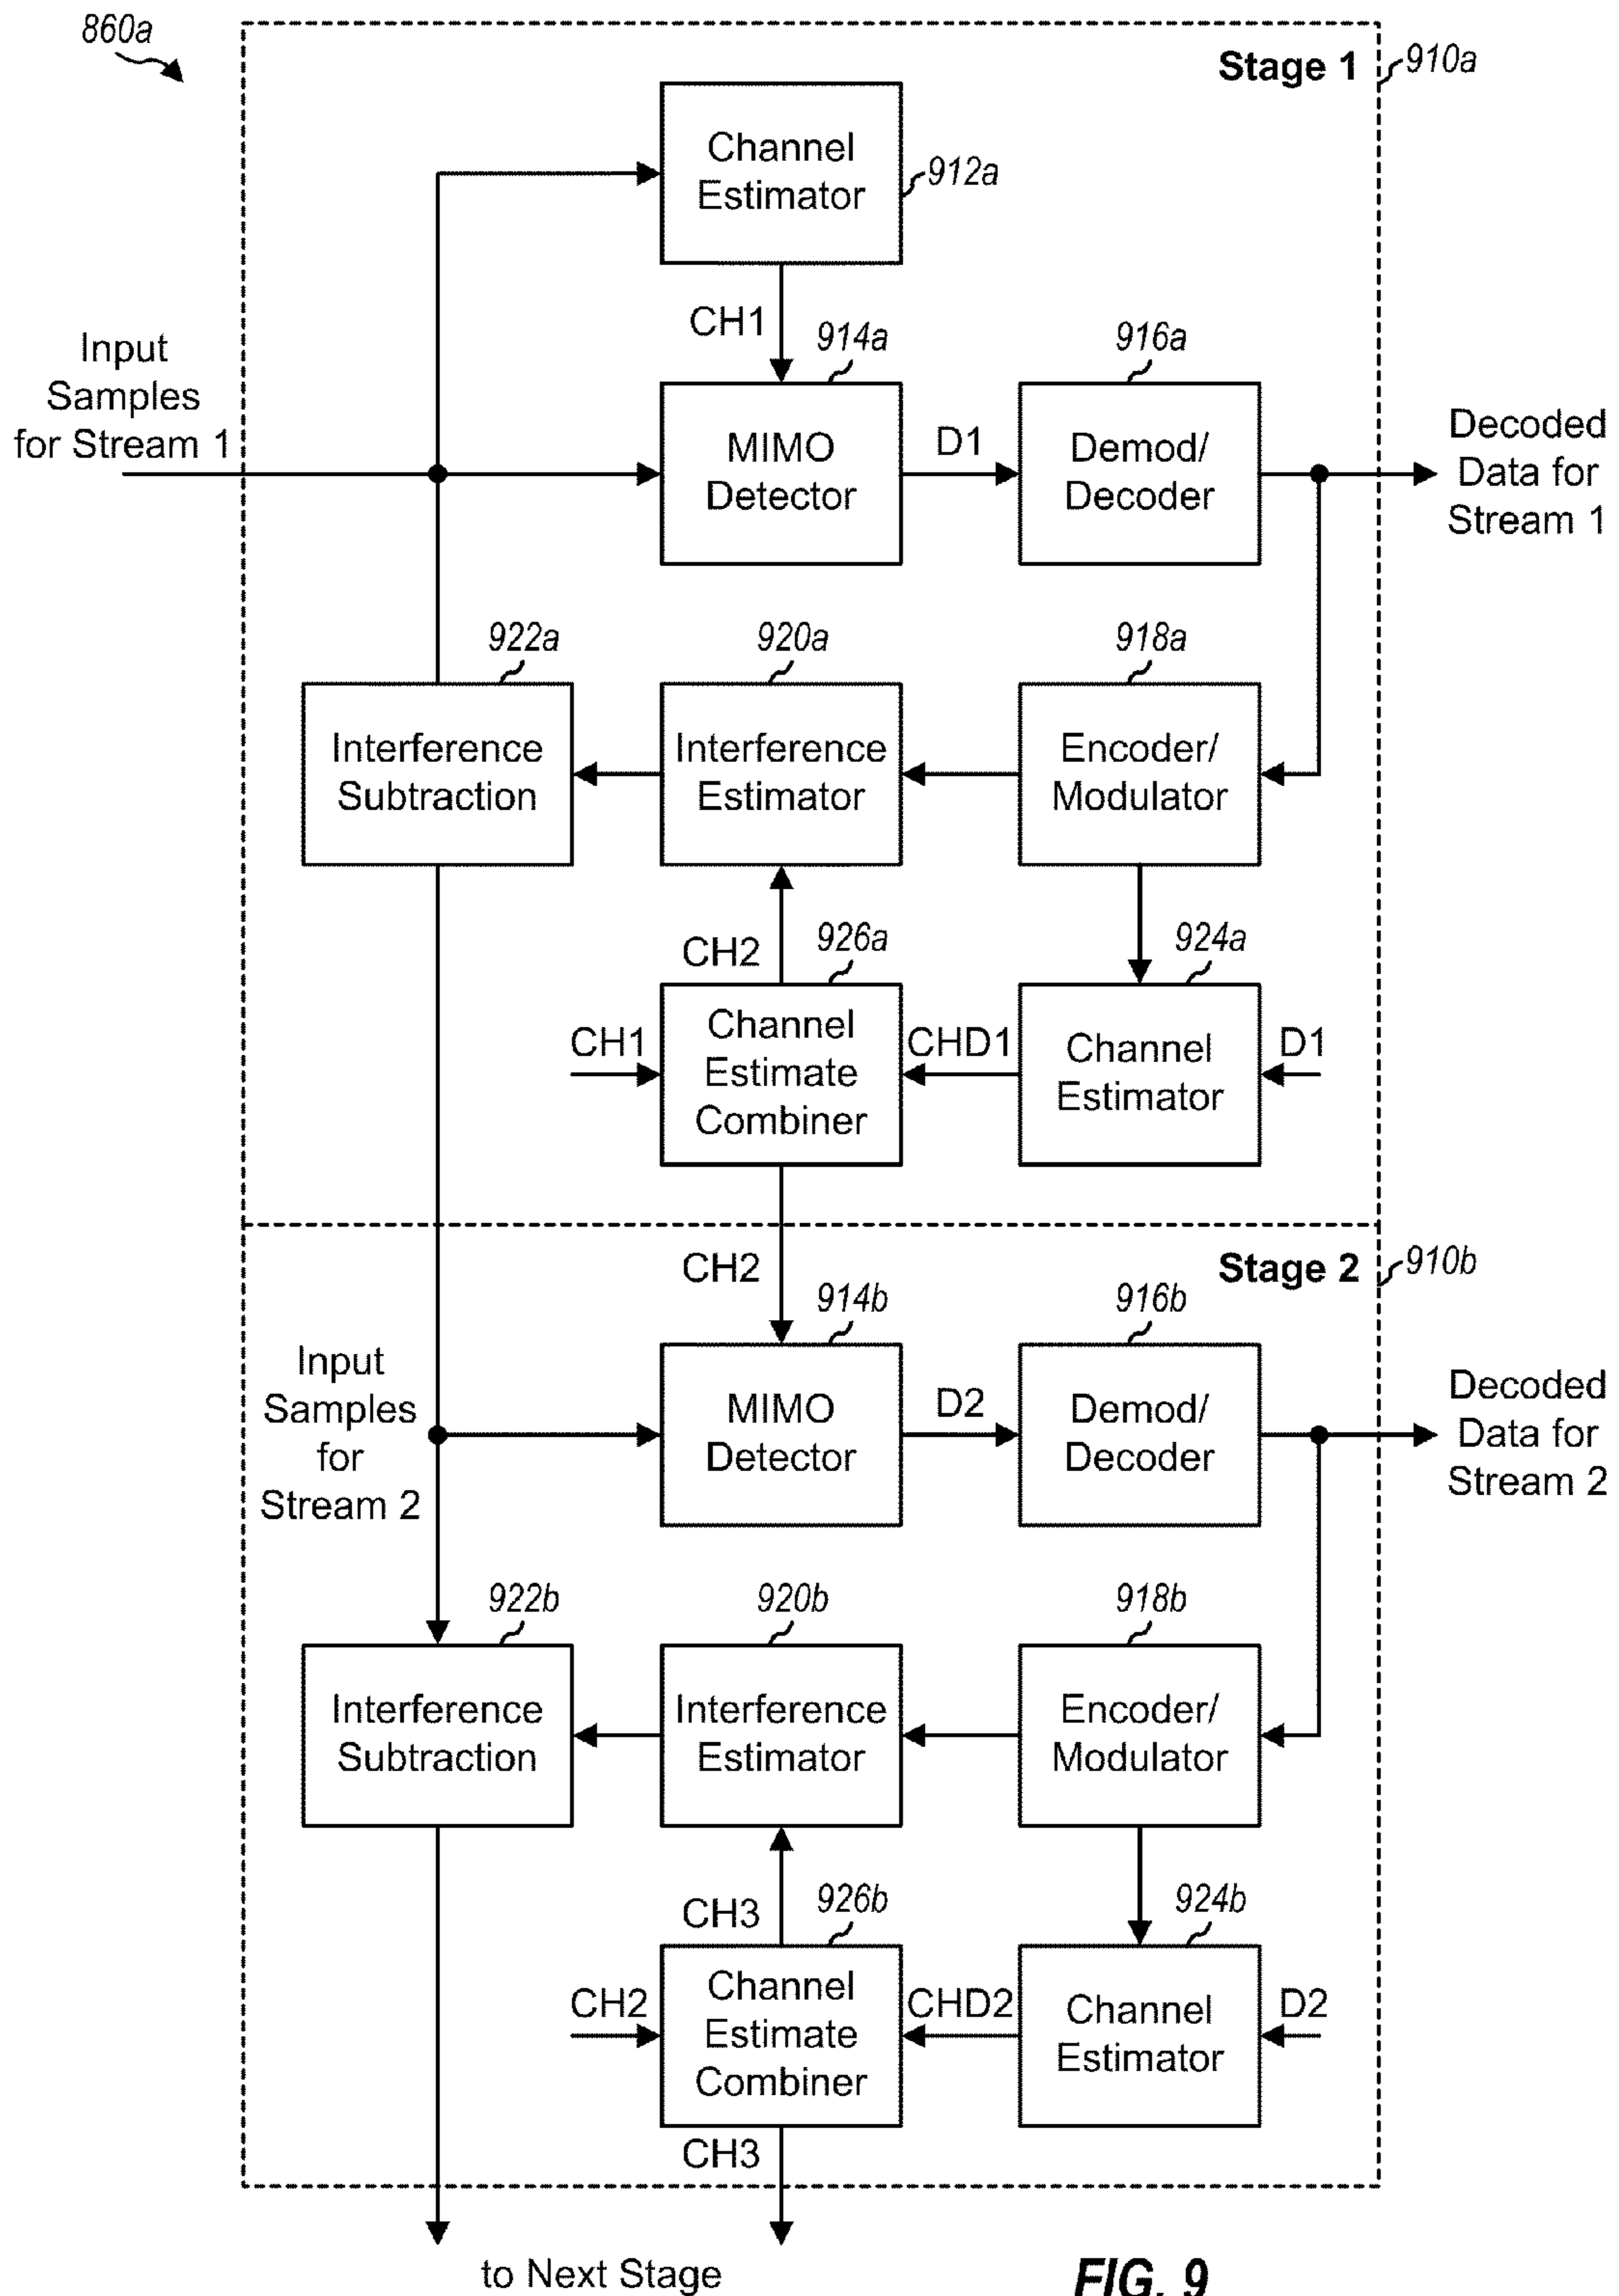 860a
Stage 1
910a
Channel
Estimator
912a
CH1
914a
916a
Input
Samples
for Stream 1
MIMO
Detector
D1
Demod/
Decoder
Decoded
Data for
Stream 1
922a
920a
918a
Interference
Subtraction
Interference
Estimator
Encoder/
Modulator
CH2
926a
924a
CH1
Channel
Estimate
Combiner
CHD1
Channel
Estimator
D1
CH2
Stage 2
910b
914b
916b
Input
Samples
for
Stream 2
MIMO
Detector
D2
Demod/
Decoder
Decoded
Data for
Stream 2
922b
920b
918b
Interference
Subtraction
Interference
Estimator
Encoder/
Modulator
CH3
926b
924b
CH2
Channel
Estimate
Combiner
CHD2
Channel
Estimator
D2
CH3
to Next Stage
FIG. 9